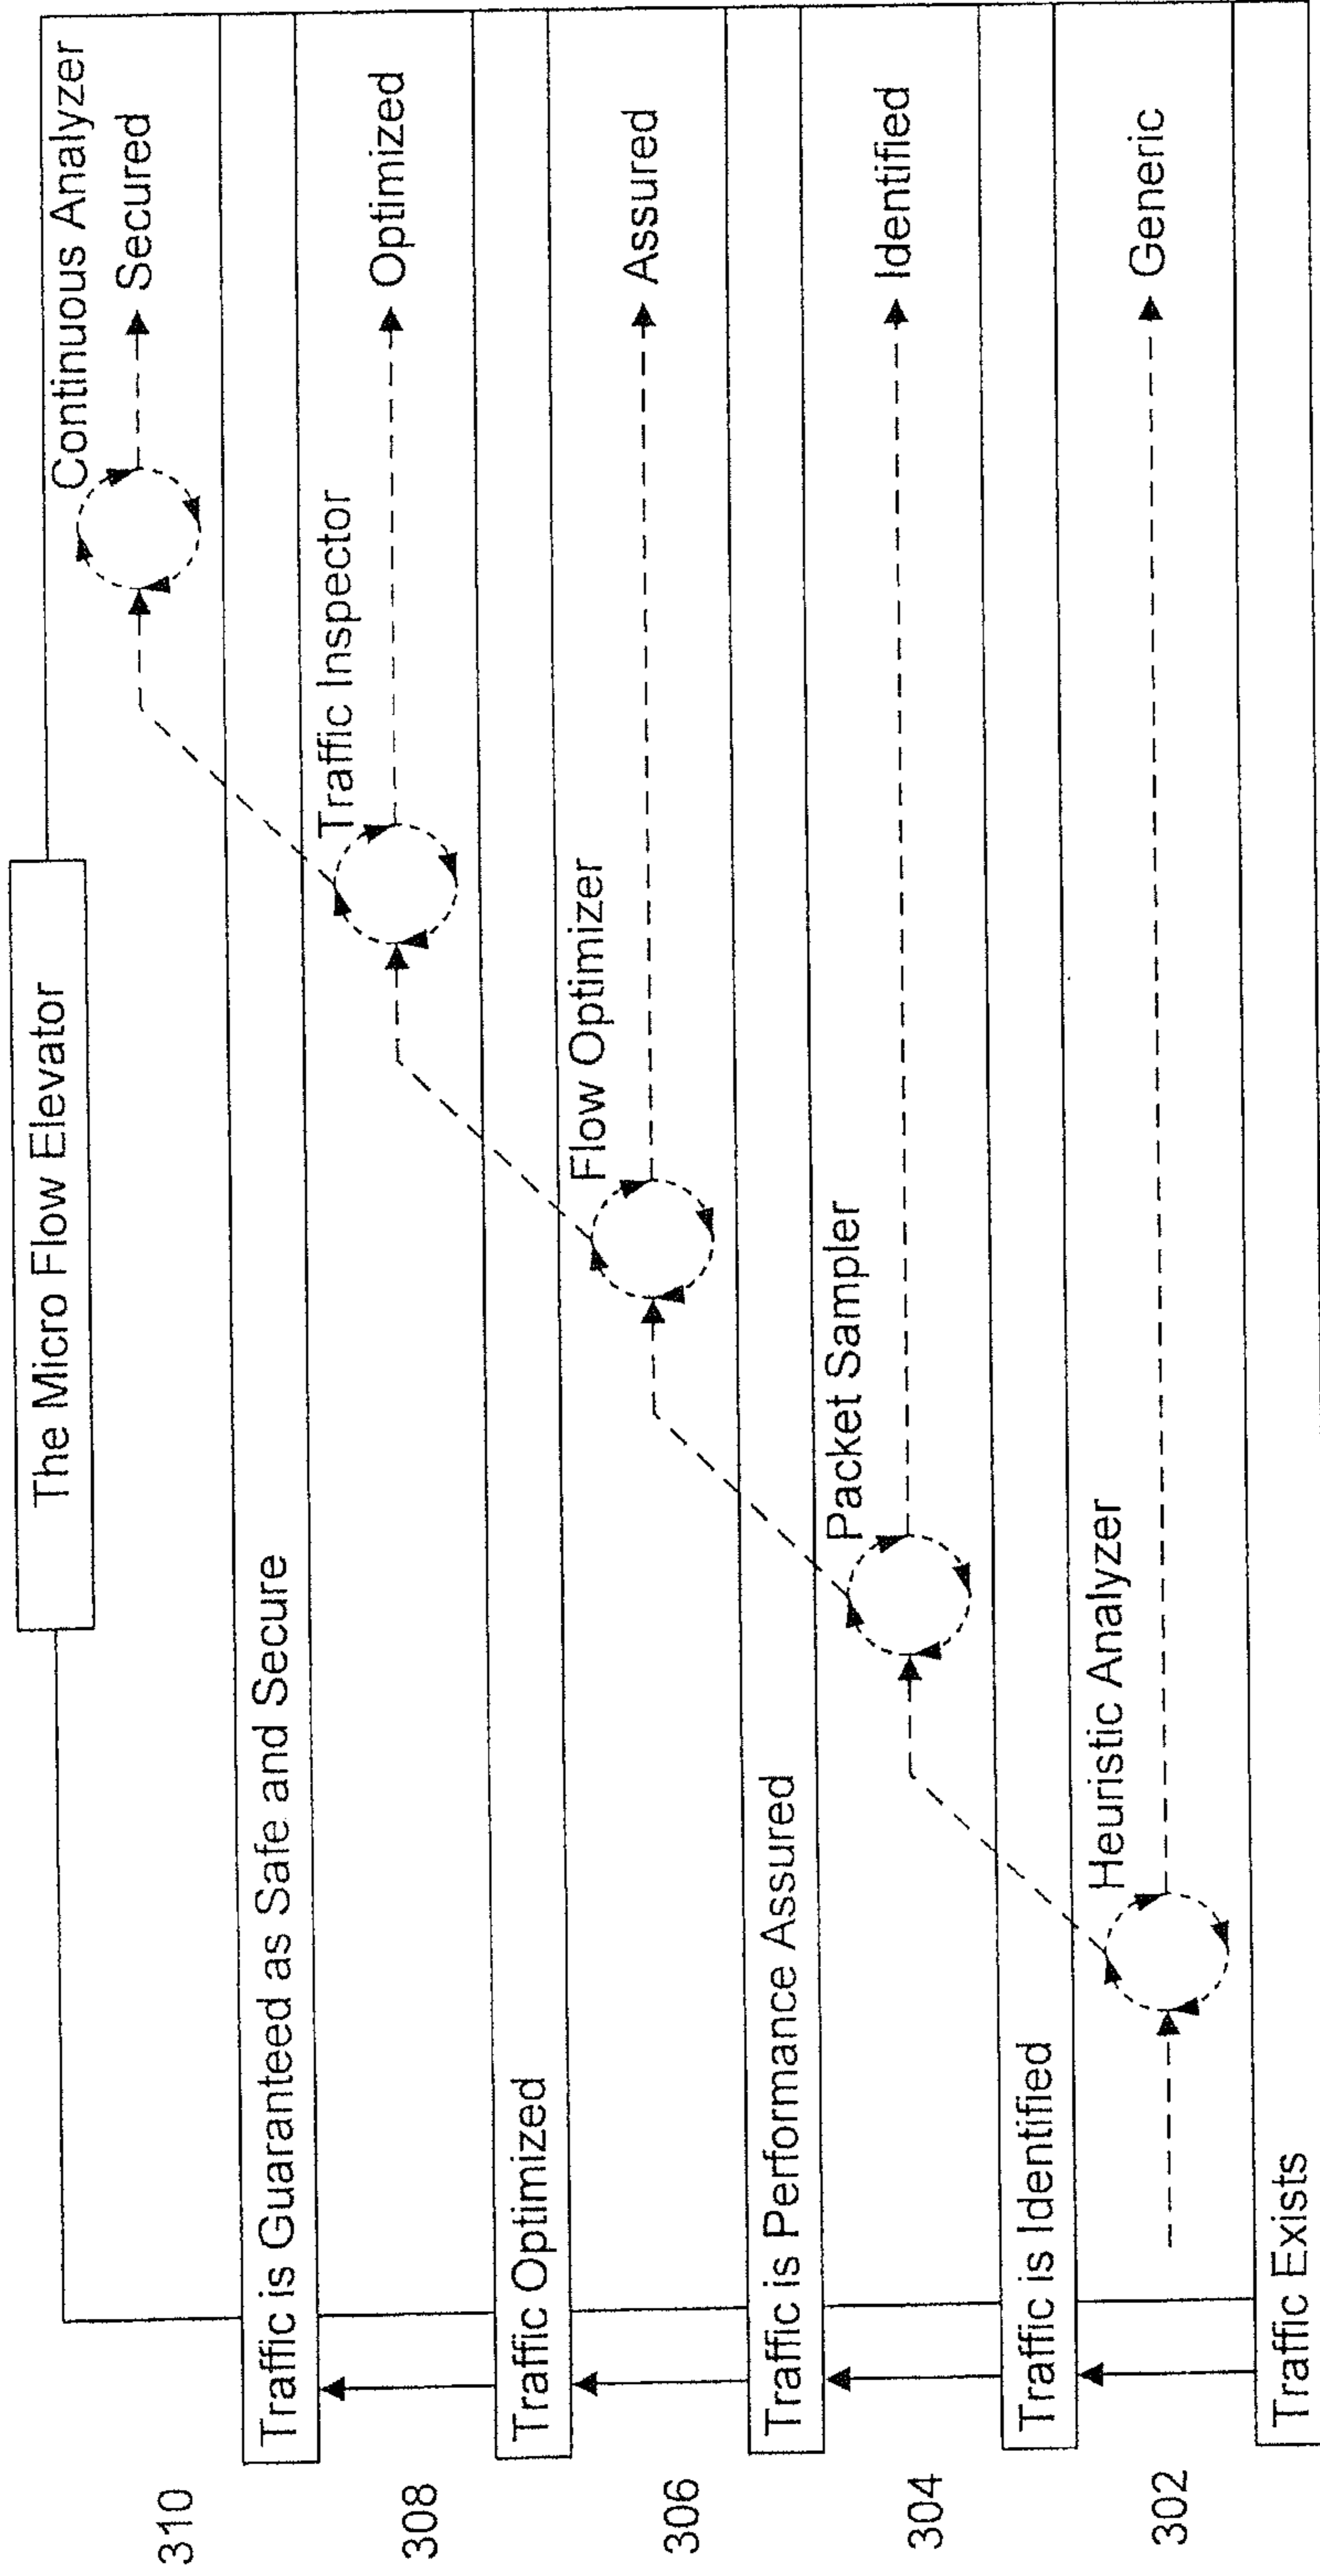 The Micro Flow Elevator
310
Continuous Analyzer
Secured
Traffic is Guaranteed as Safe and Secure
308
Traffic Inspector
Optimized
Traffic Optimized
306
Flow Optimizer
Assured
Traffic is Performance Assured
304
Packet Sampler
Identified
Traffic is Identified
302
Heuristic Analyzer
Generic
Traffic Exists